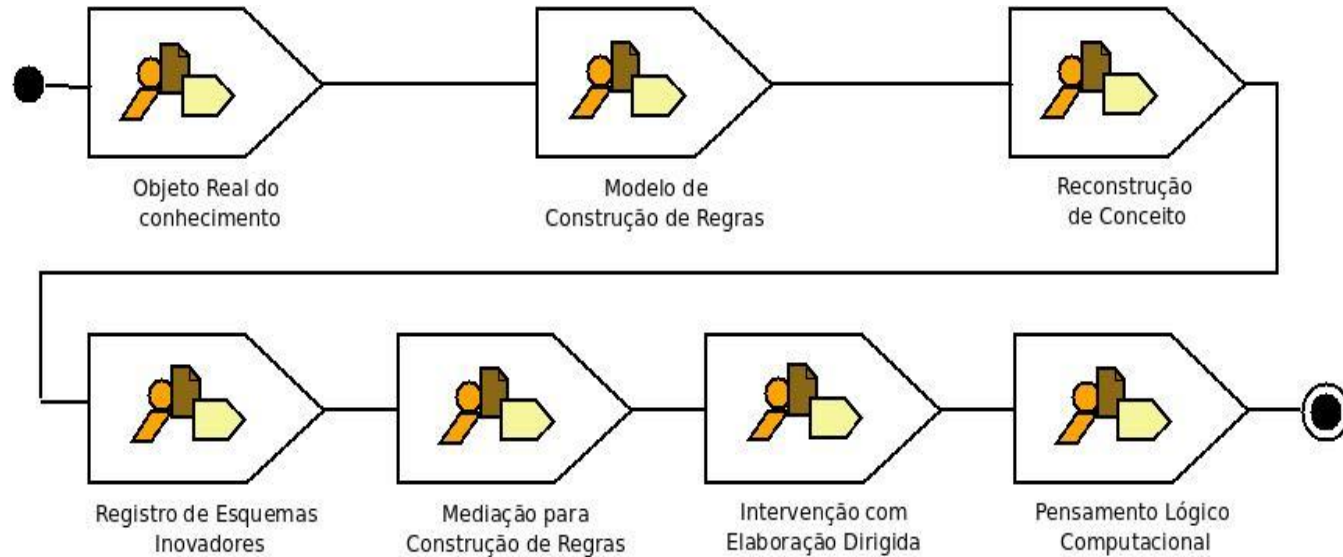 Objeto Real do
conhecimento
Modelo de
Construção de Regras
Reconstrução
de Conceito
Registro de Esquemas
Inovadores
Mediação para
Construção de Regras
Intervenção com
Elaboração Dirigida
Pensamento Lógico
Computacional